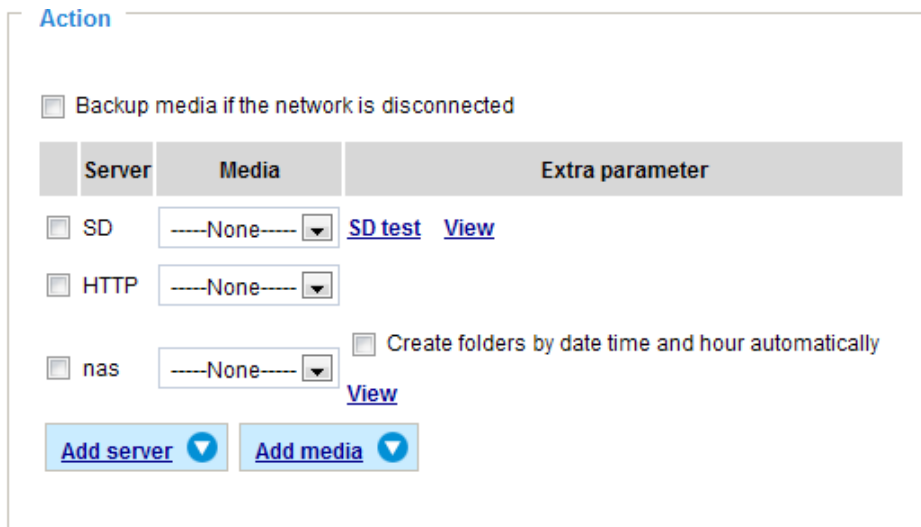 Action
Backup media if the network is disconnected
Server Media Extra parameter
SD -----None----- SD test View
HTTP -----None-----
nas -----None----- Create folders by date time and hour automatically
View
Add server Add media